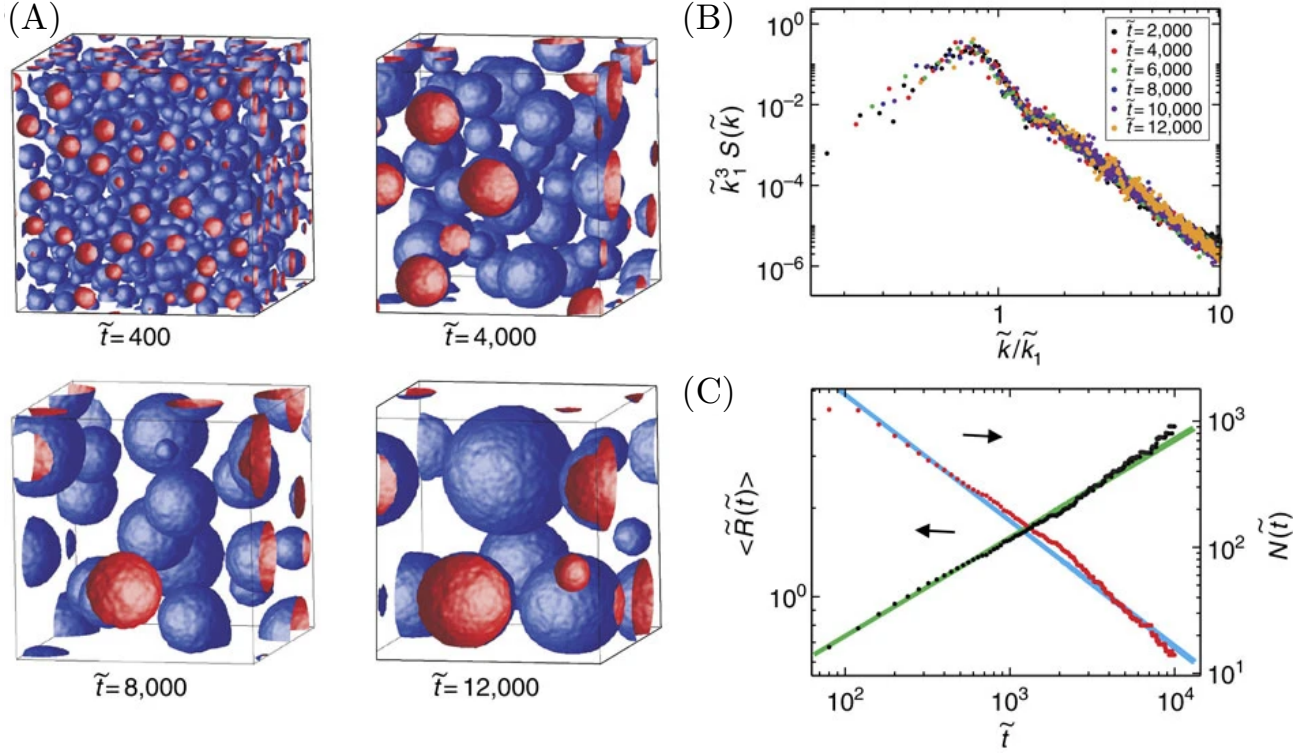 (A)
t̃=400
t̃=4,000
t̃=8,000
t̃=12,000
(B)
10⁰
10⁻²
10⁻⁴
10⁻⁶
k̃₁³ S(k̃)
t̃=2,000
t̃=4,000
t̃=6,000
t̃=8,000
t̃=10,000
t̃=12,000
1
10
k̃/k̃₁
(C)
<R̃(t̃)>
10⁰
10³
10²
10¹
N(t̃)
10²
10³
10⁴
t̃